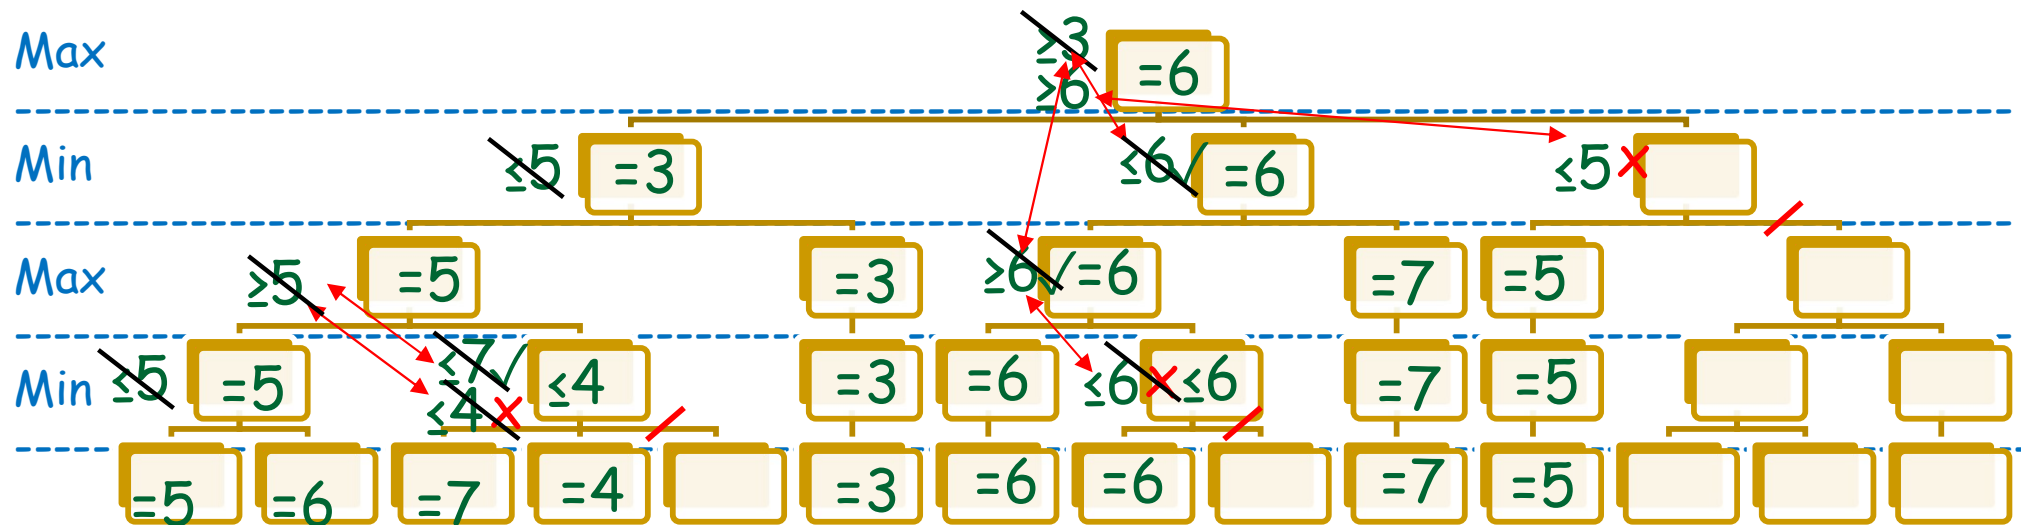 Max ≥3 ≥6 =6
Min ≤5 =3 ≤6✓ =6 ≤5 ✗
Max ≥5 =5 =3 ≥6✓ =6 =7 =5
Min ≤5 =5 ≤7✓ ≤4 ✗ ≤4 =3 =6 ≤6 ✗ ≤6 =7 =5
=5 =6 =7 =4 =3 =6 =6 =7 =5